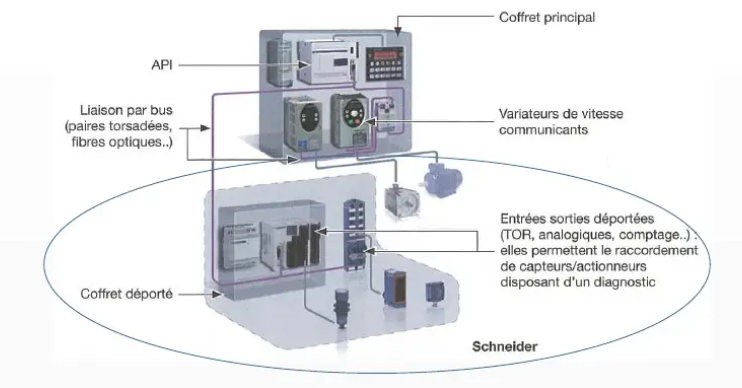 Coffret principal
API
Liaison par bus
(paires torsadées,
fibres optiques..)
Variateurs de vitesse
communicants
Entrées sorties déportées
(TOR, analogiques, comptage..) :
elles permettent le raccordement
de capteurs/actionneurs
disposant d'un diagnostic
Coffret déporté
Schneider